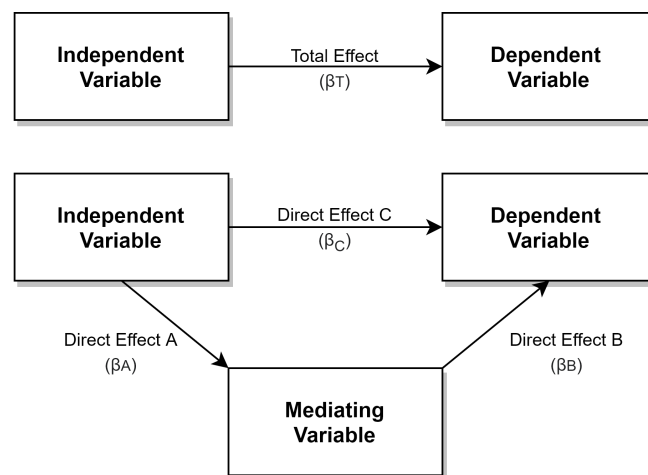 Independent
Variable
Total Effect
(βT)
Dependent
Variable
Independent
Variable
Direct Effect C
(βC)
Dependent
Variable
Direct Effect A
(βA)
Direct Effect B
(βB)
Mediating
Variable